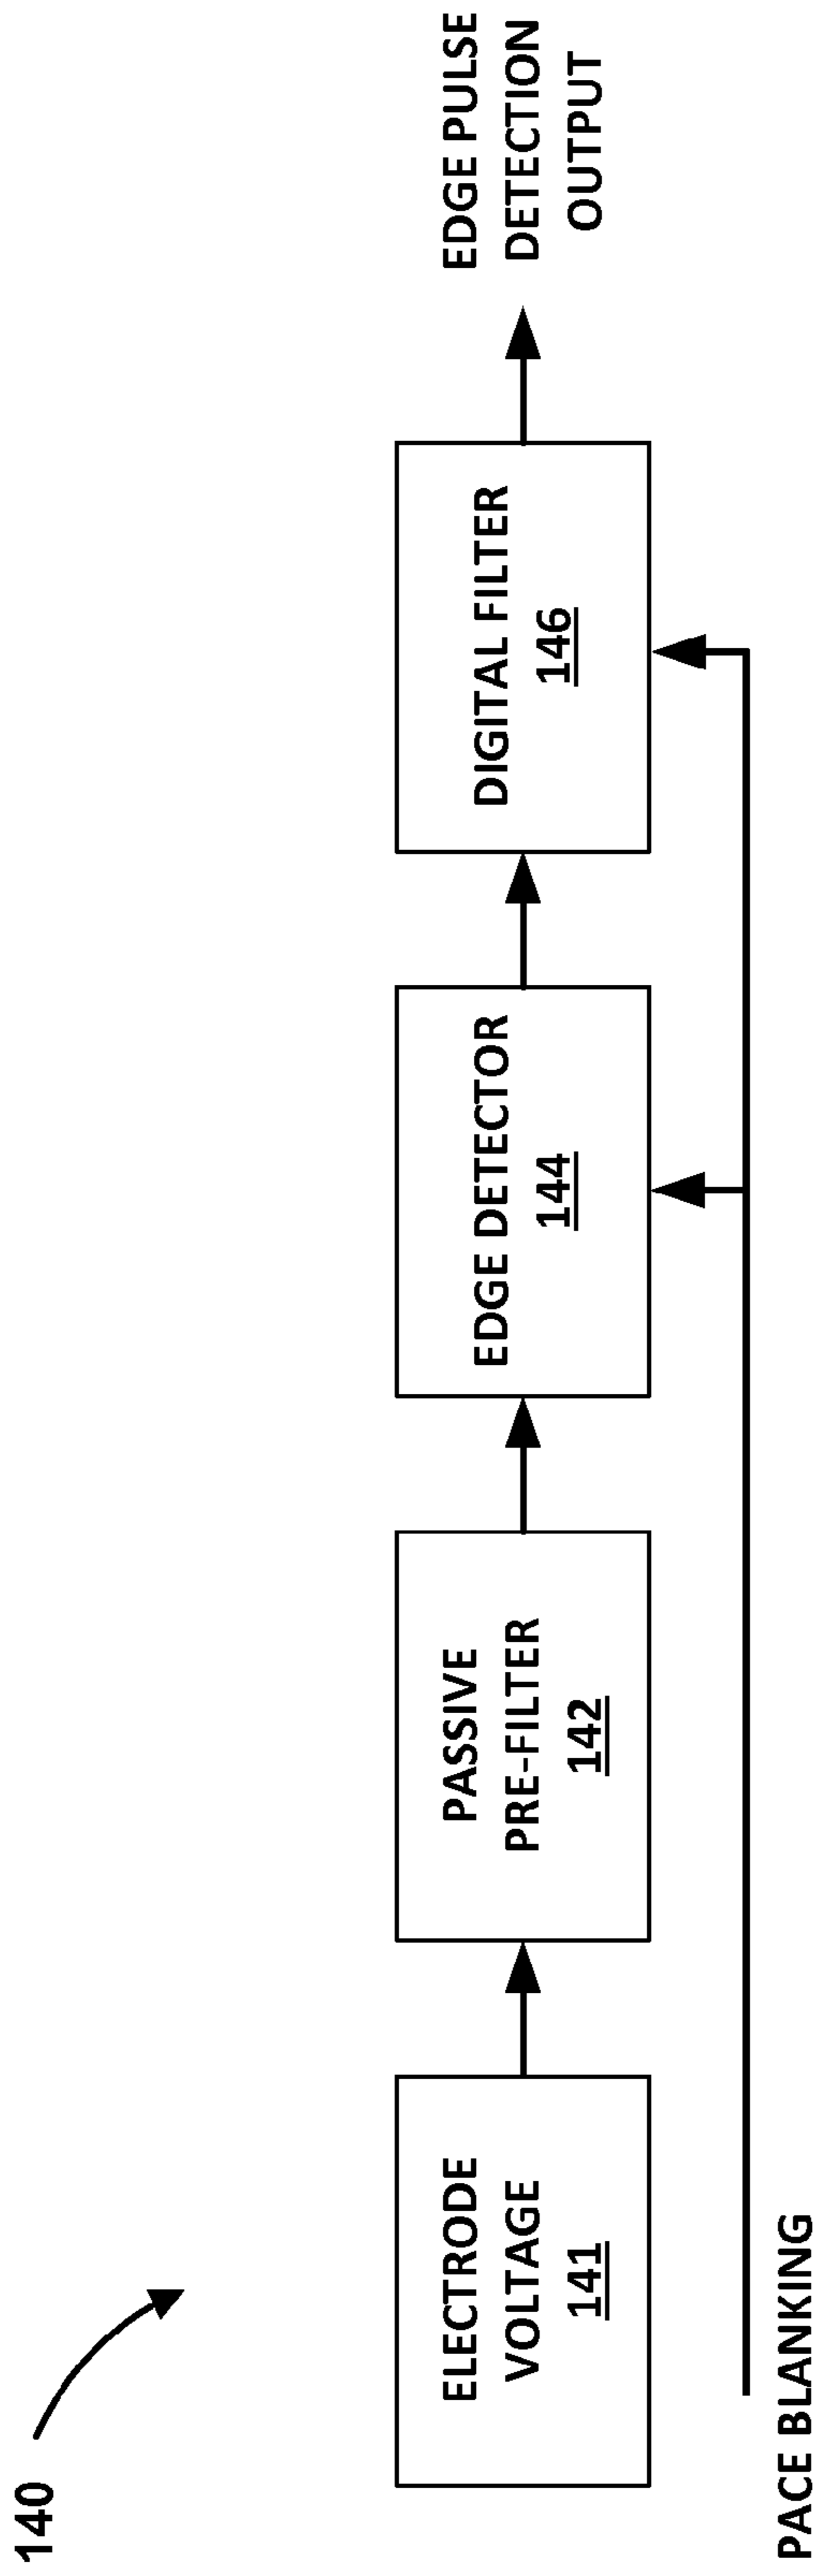 140
ELECTRODE
VOLTAGE
141
PASSIVE
PRE-FILTER
142
EDGE DETECTOR
144
DIGITAL FILTER
146
EDGE PULSE
DETECTION
OUTPUT
PACE BLANKING